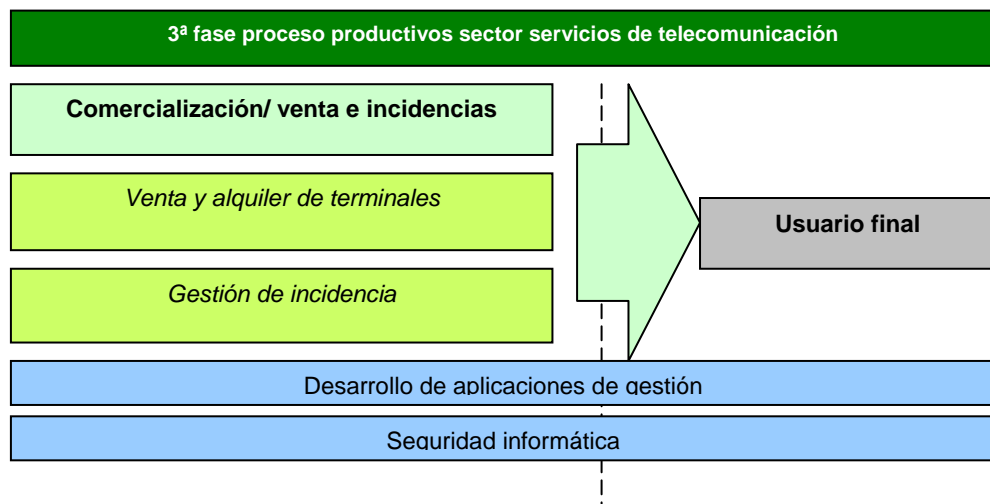 3ª fase proceso productivos sector servicios de telecomunicación
Comercialización/ venta e incidencias
Venta y alquiler de terminales
Usuario final
Gestión de incidencia
Desarrollo de aplicaciones de gestión
Seguridad informática